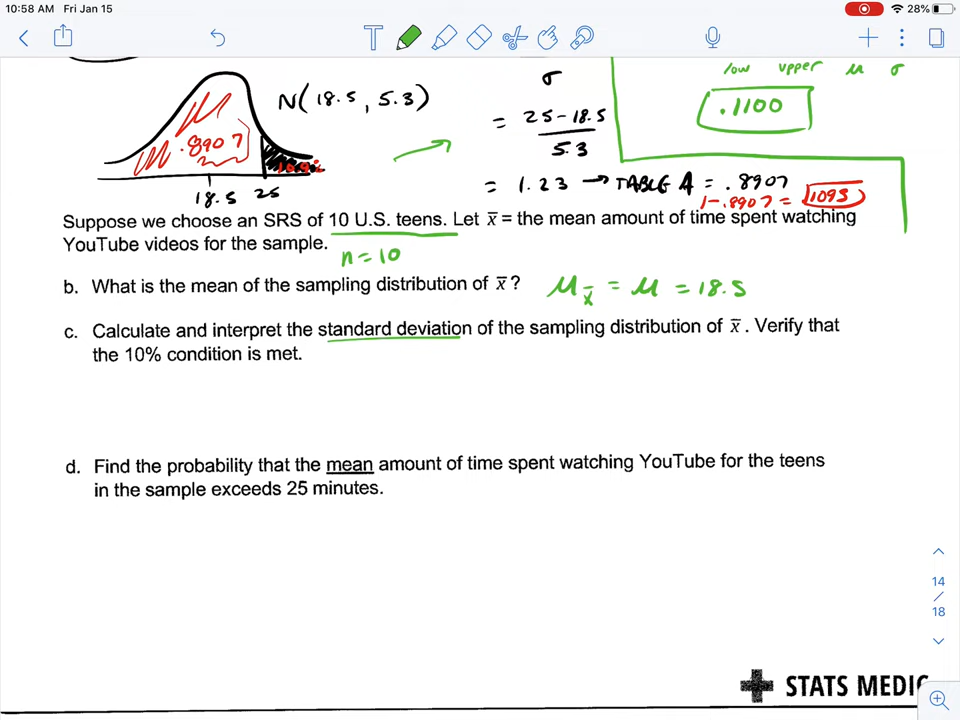 10:58 AM Fri Jan 15
28%
T
low upper μ σ
σ
N(18.5, 5.3)
= 25-18.5
5.3
.1100
.8907
18.5 25
= 1.23 → TABLE A = .8907
1-.8907 = .1093
Suppose we choose an SRS of 10 U.S. teens. Let x̄ = the mean amount of time spent watching
YouTube videos for the sample.
n = 10
b. What is the mean of the sampling distribution of x̄ ? μx̄ = μ = 18.5
c. Calculate and interpret the standard deviation of the sampling distribution of x̄ . Verify that
the 10% condition is met.
d. Find the probability that the mean amount of time spent watching YouTube for the teens
in the sample exceeds 25 minutes.
14
/
18
STATS MEDIC